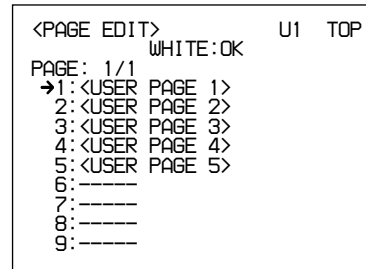 <PAGE EDIT> U1 TOP
WHITE:OK
PAGE: 1/1
→1:<USER PAGE 1>
2:<USER PAGE 2>
3:<USER PAGE 3>
4:<USER PAGE 4>
5:<USER PAGE 5>
6:-----
7:-----
8:-----
9:-----